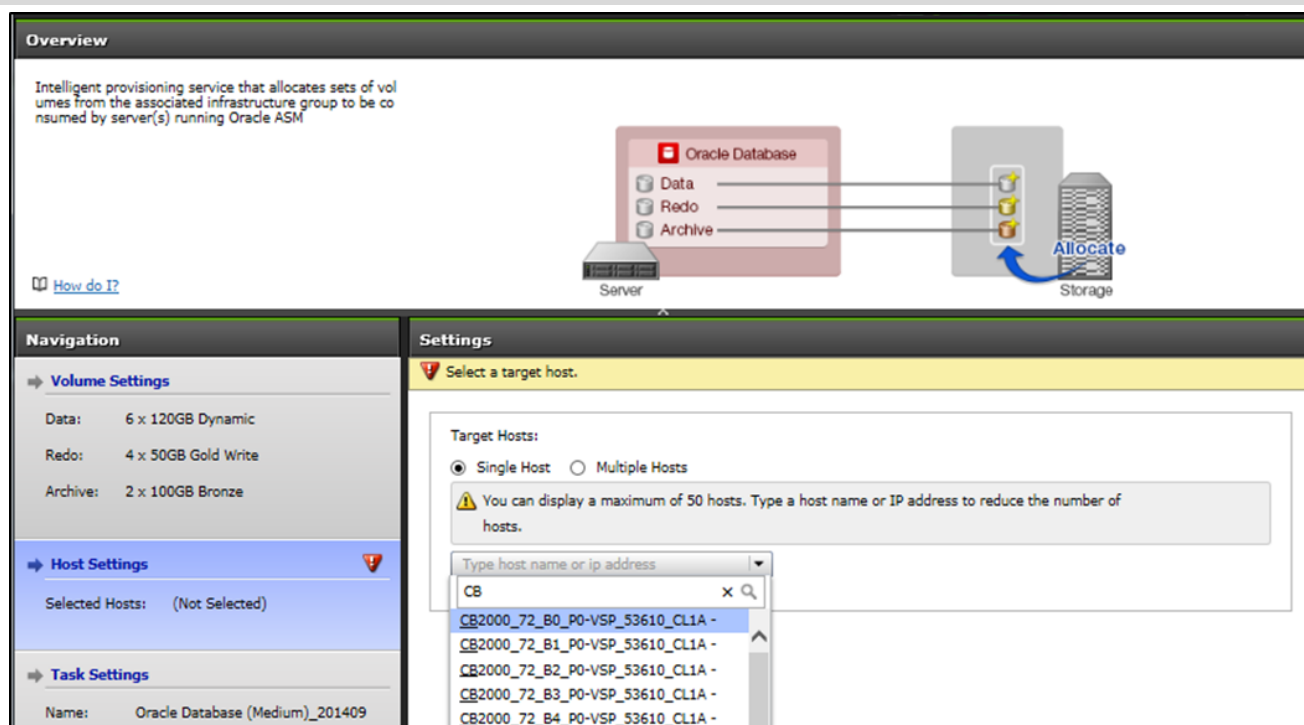 Overview
Intelligent provisioning service that allocates sets of vol
umes from the associated infrastructure group to be co
nsumed by server(s) running Oracle ASM
Oracle Database
Data
Redo
Archive
Allocate
Server
Storage
How do I?
Navigation
Volume Settings
Data: 6 x 120GB Dynamic
Redo: 4 x 50GB Gold Write
Archive: 2 x 100GB Bronze
Host Settings
Selected Hosts: (Not Selected)
Task Settings
Name: Oracle Database (Medium)_201409
Settings
Select a target host.
Target Hosts:
Single Host Multiple Hosts
You can display a maximum of 50 hosts. Type a host name or IP address to reduce the number of
hosts.
Type host name or ip address
CB
CB2000_72_B0_P0-VSP_53610_CL1A -
CB2000_72_B1_P0-VSP_53610_CL1A -
CB2000_72_B2_P0-VSP_53610_CL1A -
CB2000_72_B3_P0-VSP_53610_CL1A -
CB2000_72_B4_P0-VSP_53610_CL1A -